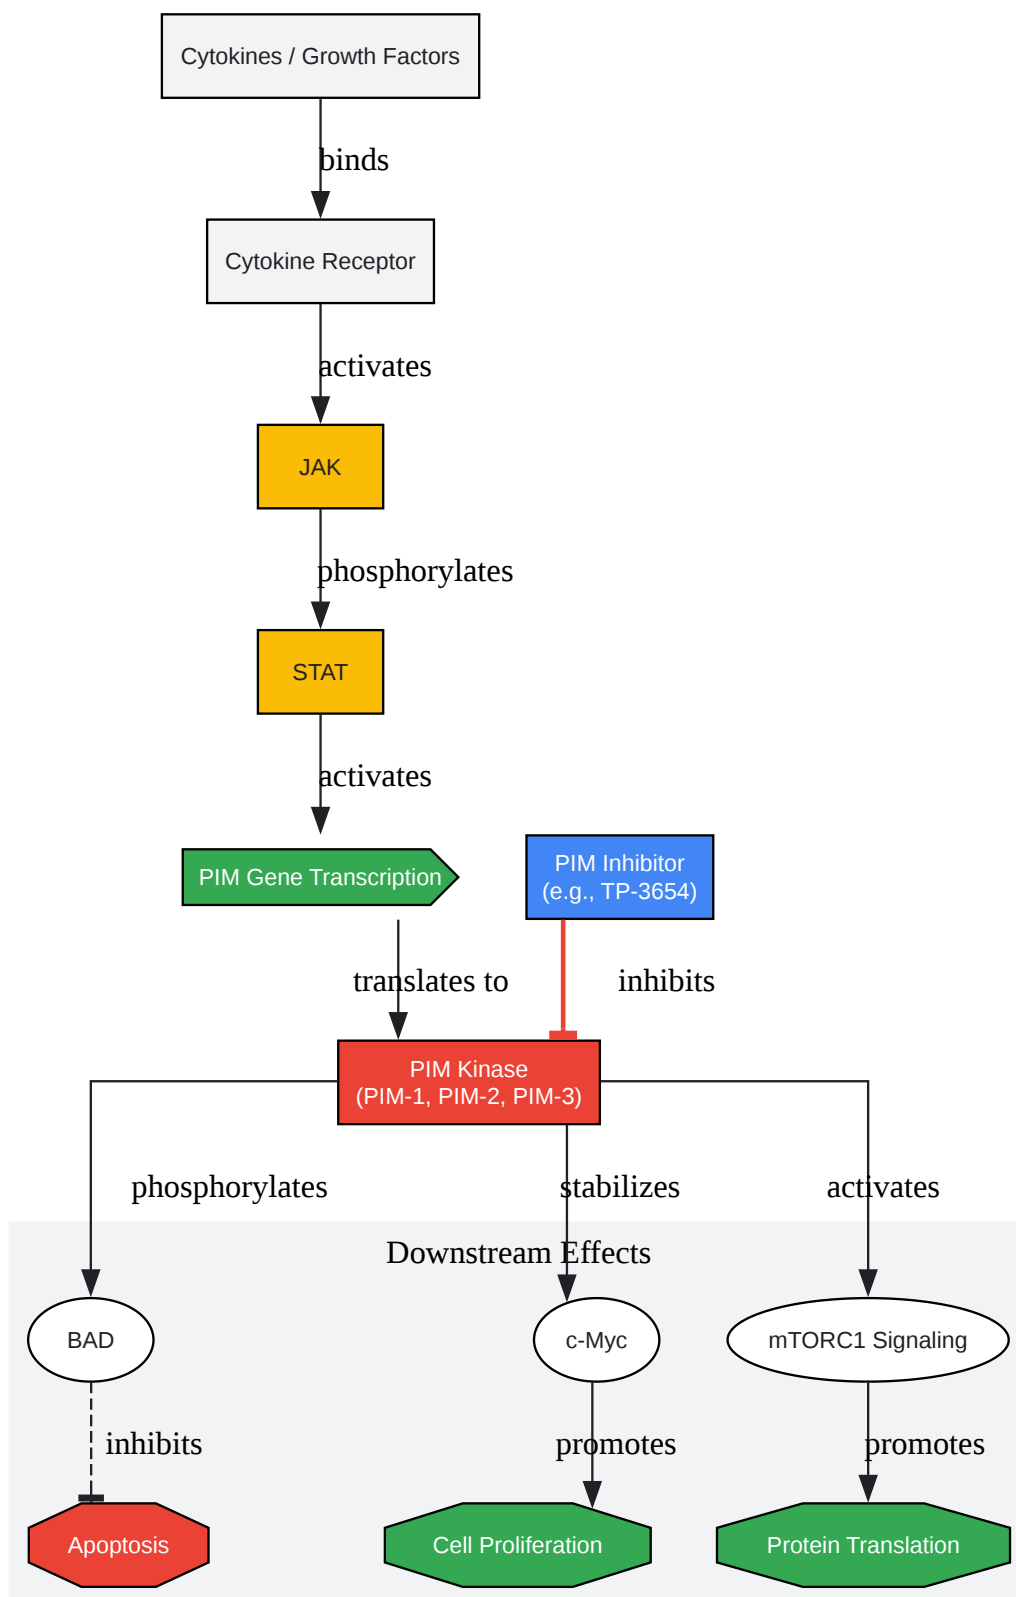 Cytokines / Growth Factors
binds
Cytokine Receptor
activates
JAK
phosphorylates
STAT
activates
PIM Gene Transcription
PIM Inhibitor
(e.g., TP-3654)
translates to
inhibits
PIM Kinase
(PIM-1, PIM-2, PIM-3)
phosphorylates
stabilizes
activates
Downstream Effects
BAD
c-Myc
mTORC1 Signaling
inhibits
promotes
promotes
Apoptosis
Cell Proliferation
Protein Translation